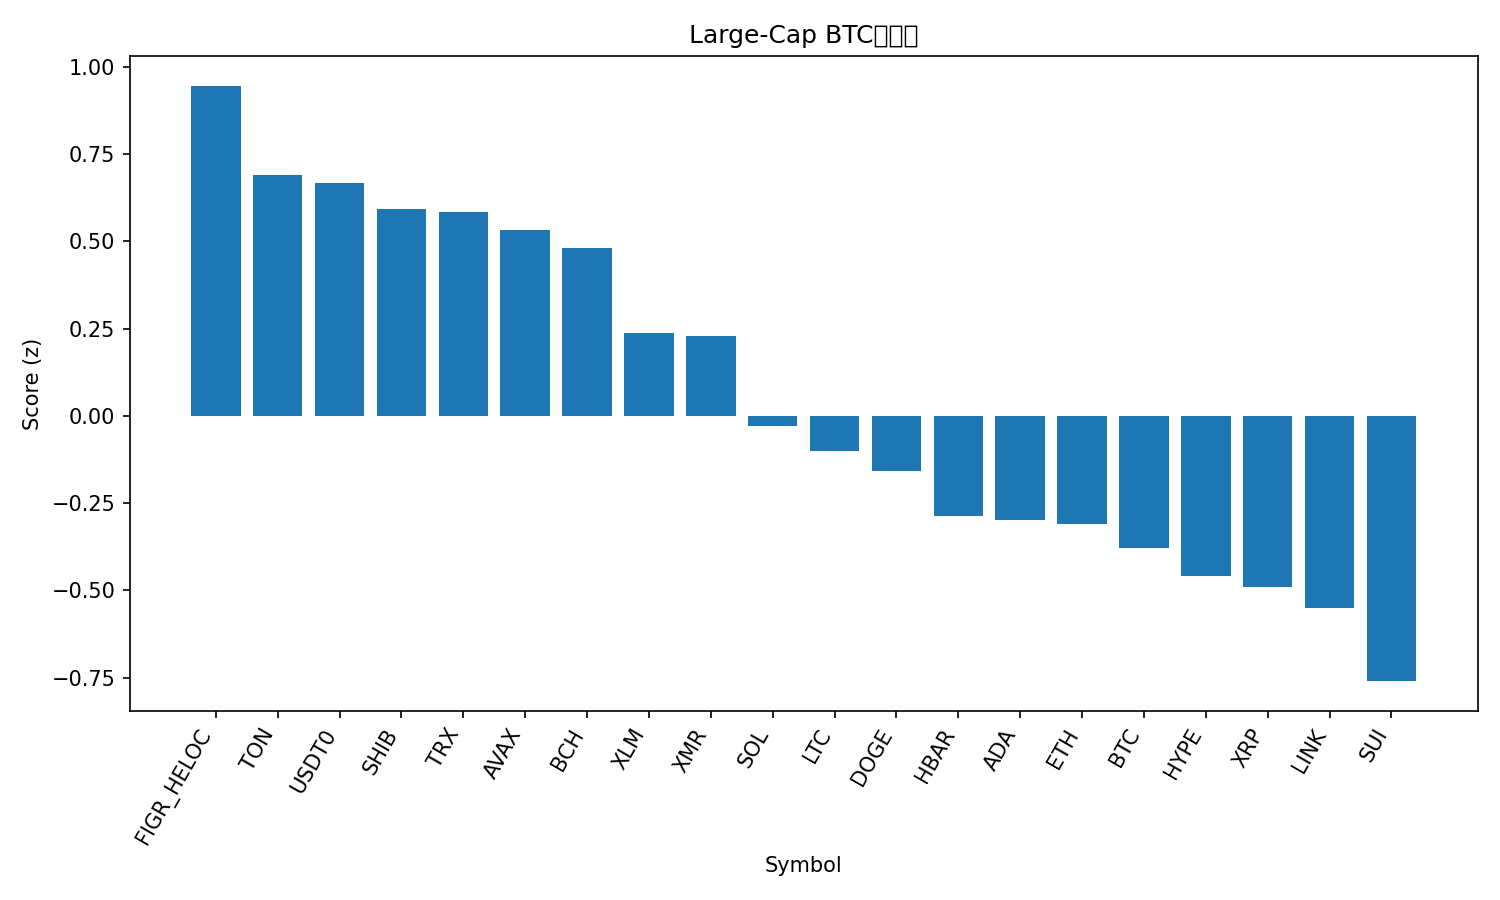 Large-Cap BTC
1.00
0.75
0.50
0.25
0.00
−0.25
−0.50
−0.75
Score (z)
FIGR_HELOC
TON
USDT0
SHIB
TRX
AVAX
BCH
XLM
XMR
SOL
LTC
DOGE
HBAR
ADA
ETH
BTC
HYPE
XRP
LINK
SUI
Symbol